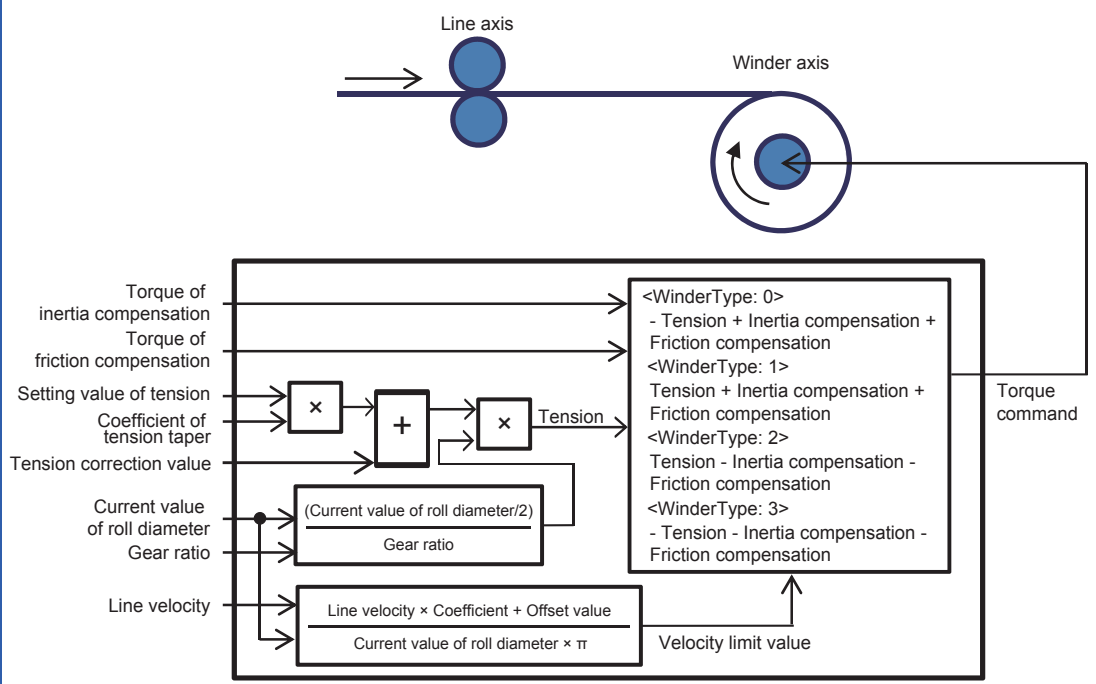 Line axis
Winder axis
Torque of
inertia compensation
Torque of
friction compensation
Setting value of tension
Coefficient of
tension taper
Tension correction value
Current value
of roll diameter
Gear ratio
Line velocity
×
+
×
Tension
(Current value of roll diameter/2)
Gear ratio
Line velocity × Coefficient + Offset value
Current value of roll diameter × π
Velocity limit value
<WinderType: 0>
- Tension + Inertia compensation +
Friction compensation
<WinderType: 1>
Tension + Inertia compensation +
Friction compensation
<WinderType: 2>
Tension - Inertia compensation -
Friction compensation
<WinderType: 3>
- Tension - Inertia compensation -
Friction compensation
Torque
command